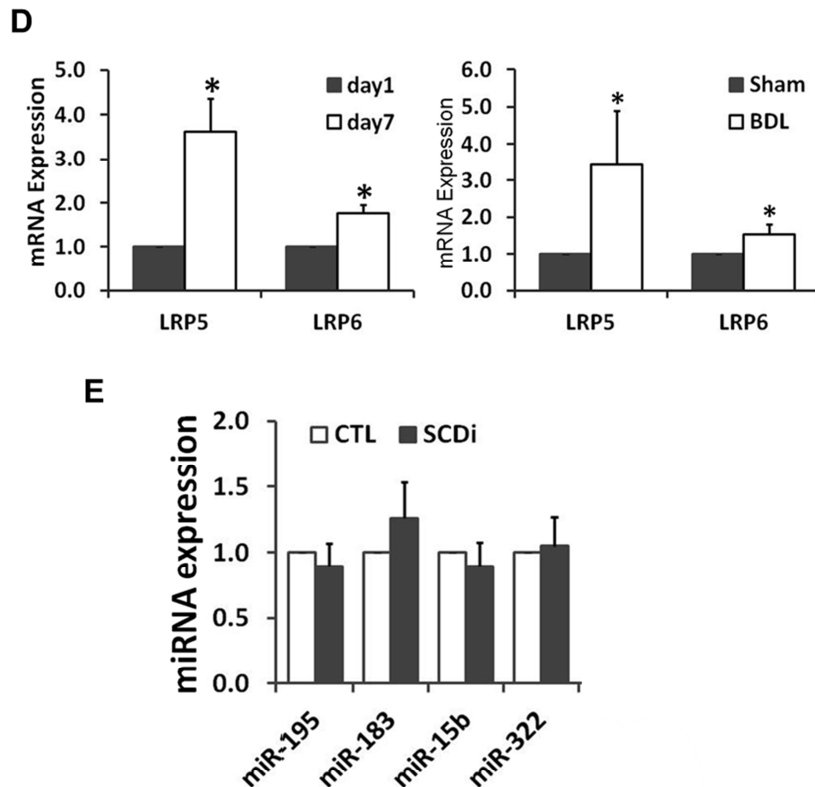 D
mRNA Expression
5.0
4.0
3.0
2.0
1.0
0.0
day1
day7
*
*
LRP5 LRP6
mRNA Expression
6.0
5.0
4.0
3.0
2.0
1.0
0.0
Sham
BDL
*
*
LRP5 LRP6
E
miRNA expression
2.0
1.5
1.0
0.5
0.0
CTL SCDi
miR-195 miR-183 miR-15b miR-322